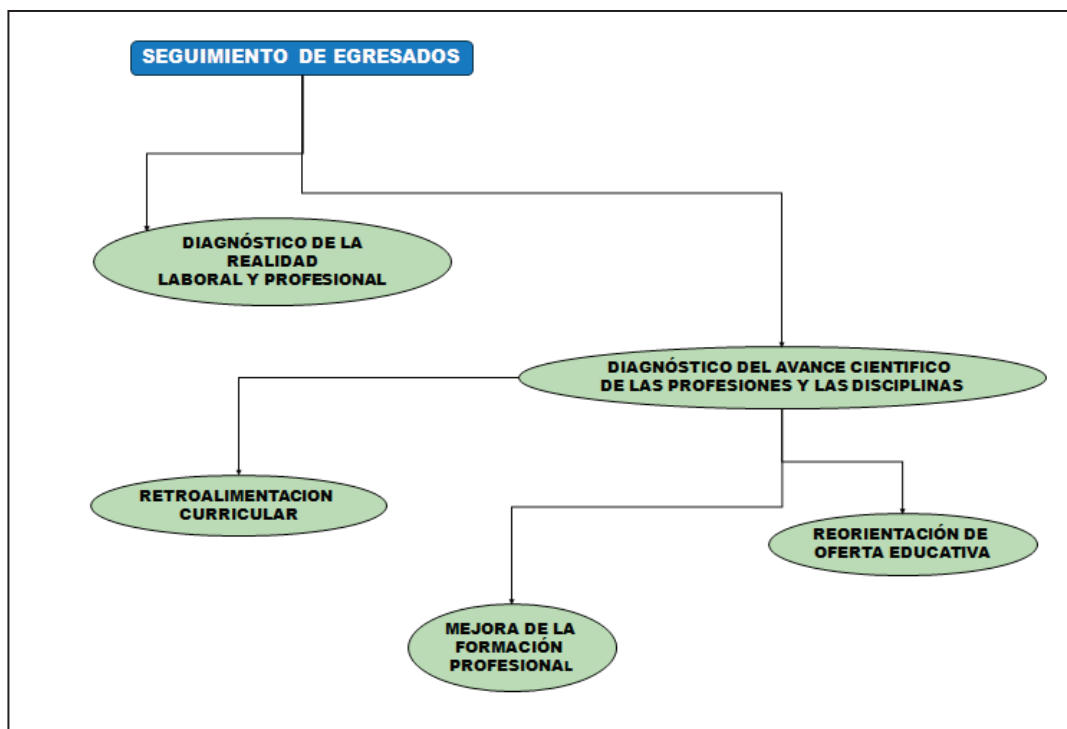 SEGUIMIENTO DE EGRESADOS
DIAGNÓSTICO DE LA
REALIDAD
LABORAL Y PROFESIONAL
DIAGNÓSTICO DEL AVANCE CIENTIFICO
DE LAS PROFESIONES Y LAS DISCIPLINAS
RETROALIMENTACION
CURRICULAR
REORIENTACIÓN DE
OFERTA EDUCATIVA
MEJORA DE LA
FORMACIÓN
PROFESIONAL